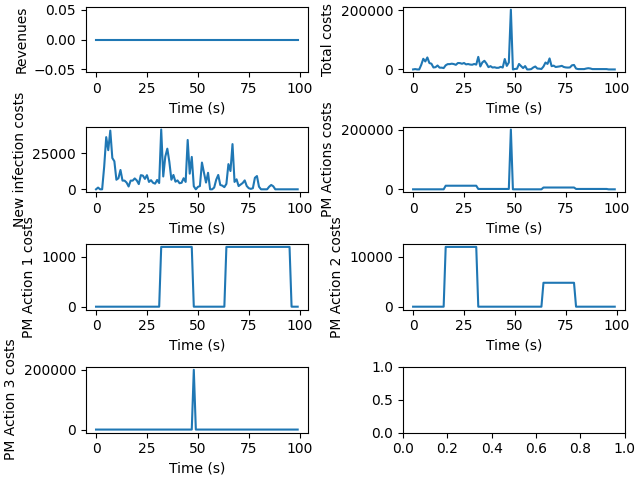 Revenues
0.05
0.00
−0.05
0 25 50 75 100
Time (s)
Total costs
200000
0
0 25 50 75 100
Time (s)
New infection costs
25000
0
0 25 50 75 100
Time (s)
PM Actions costs
200000
0
0 25 50 75 100
Time (s)
PM Action 1 costs
1000
0
0 25 50 75 100
Time (s)
PM Action 2 costs
10000
0
0 25 50 75 100
Time (s)
PM Action 3 costs
200000
0
0 25 50 75 100
Time (s)
1.0
0.5
0.0
0.0 0.2 0.4 0.6 0.8 1.0